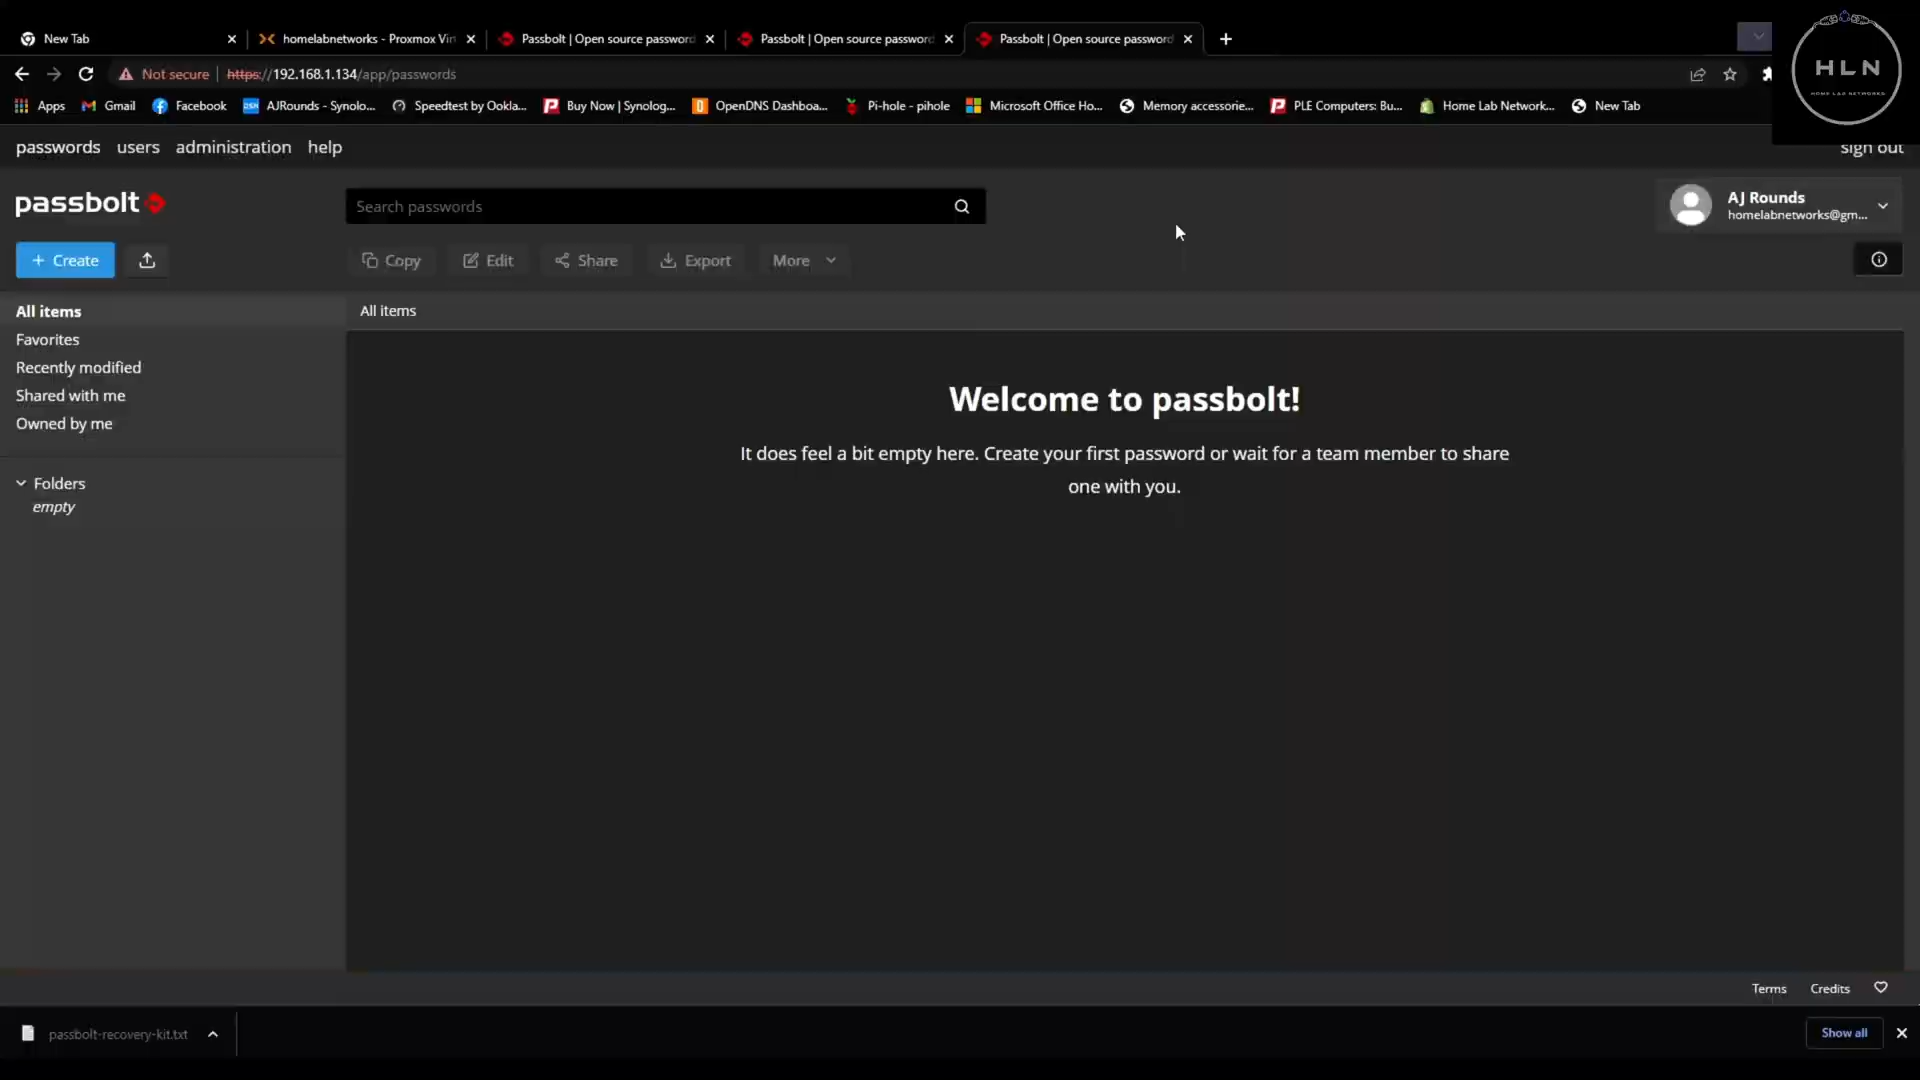 New Tab
homelabnetworks - Proxmox Vir
Passbolt | Open source password
Passbolt | Open source password
Passbolt | Open source password
Not secure
https://192.168.1.134/app/passwords
Apps
Gmail
Facebook
AJRounds - Synolo...
Speedtest by Ookla...
Buy Now | Synolog...
OpenDNS Dashboa...
Pi-hole - pihole
Microsoft Office Ho...
Memory accessorie...
PLE Computers: Bu...
Home Lab Network...
New Tab
HLN
HOME LAB NETWORKS
passwords
users
administration
help
sign out
passbolt
Search passwords
AJ Rounds
homelabnetworks@gm...
Create
Copy
Edit
Share
Export
More
All items
Favorites
Recently modified
Shared with me
Owned by me
Folders
empty
All items
Welcome to passbolt!
It does feel a bit empty here. Create your first password or wait for a team member to share
one with you.
Terms
Credits
passbolt-recovery-kit.txt
Show all